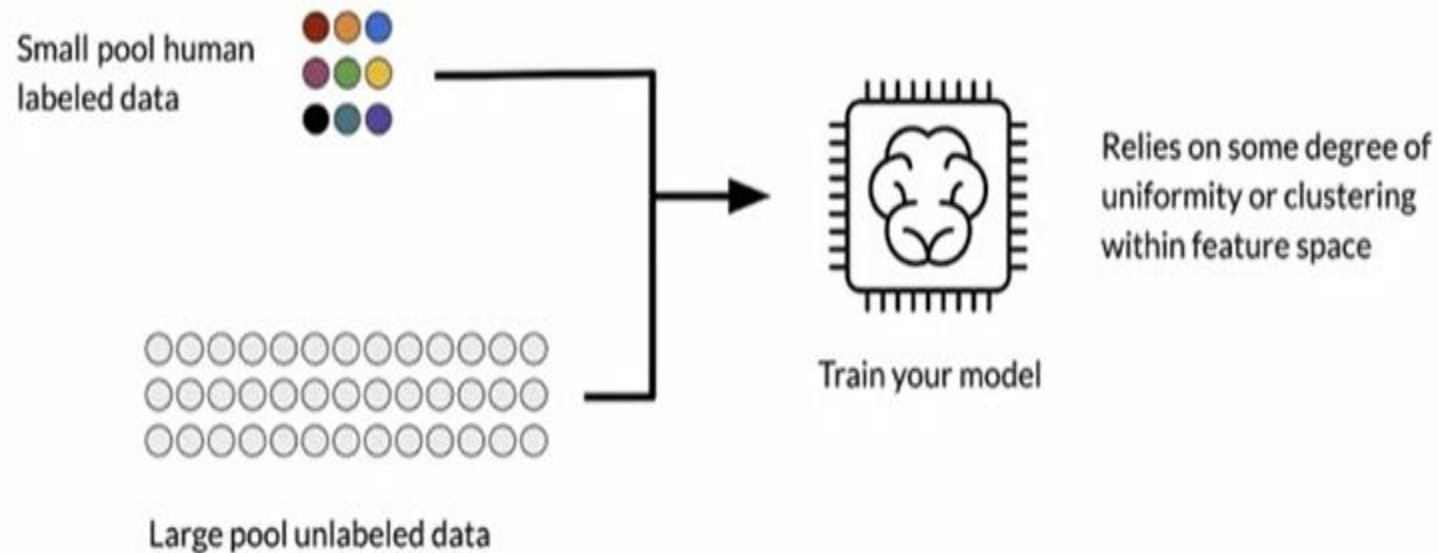 Small pool human
labeled data
Relies on some degree of
uniformity or clustering
within feature space
Train your model
Large pool unlabeled data